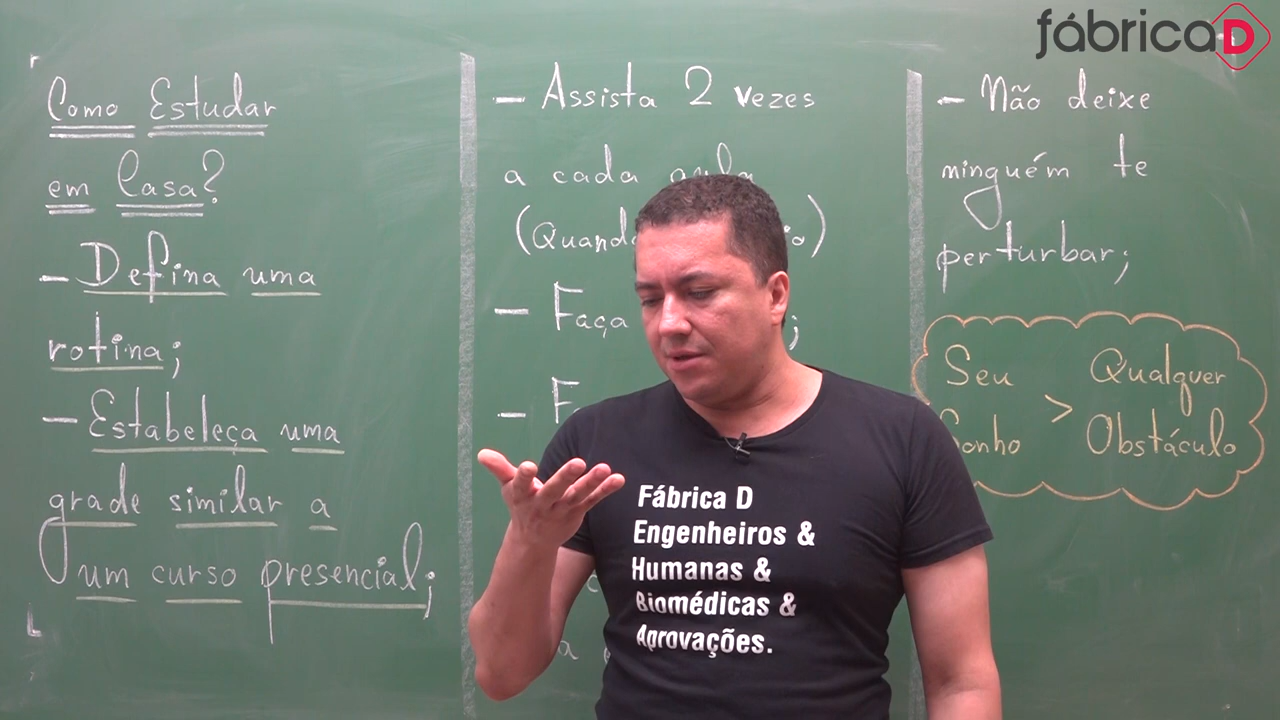 fábricaD
Como Estudar
em Casa?
- Defina uma
rotina;
- Estabeleça uma
grade similar a
um curso presencial;
- Assista 2 vezes
a cada aula
(
)
- Faça
;
-
- Não deixe
ninguém te
perturbar;
Seu Qualquer
Sonho > Obstáculo
Fábrica D
Engenheiros &
Humanas &
Biomédicas &
Aprovações.